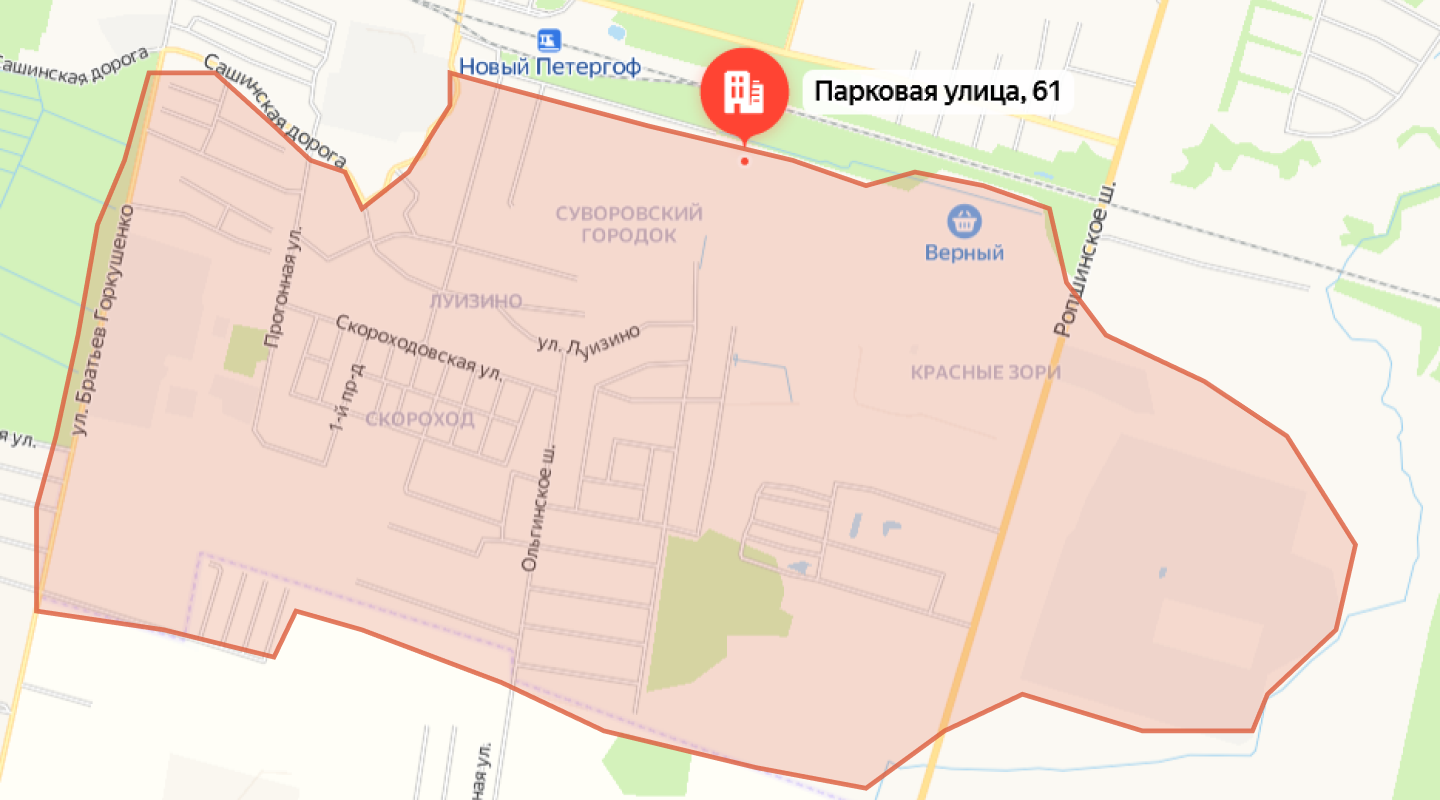 Сашинская дорога
Сашинская дорога
Новый Петергоф
Парковая улица, 61
СУВОРОВСКИЙ
ГОРОДОК
Верный
Ропшинское ш.
ул. Братьев Горкушенко
Прогонная ул.
ЛУИЗИНО
Скороходовская ул.
ул. Луизино
КРАСНЫЕ ЗОРИ
1-й пр-д
СКОРОХОД
я ул.
Ольгинское ш.
ная ул.